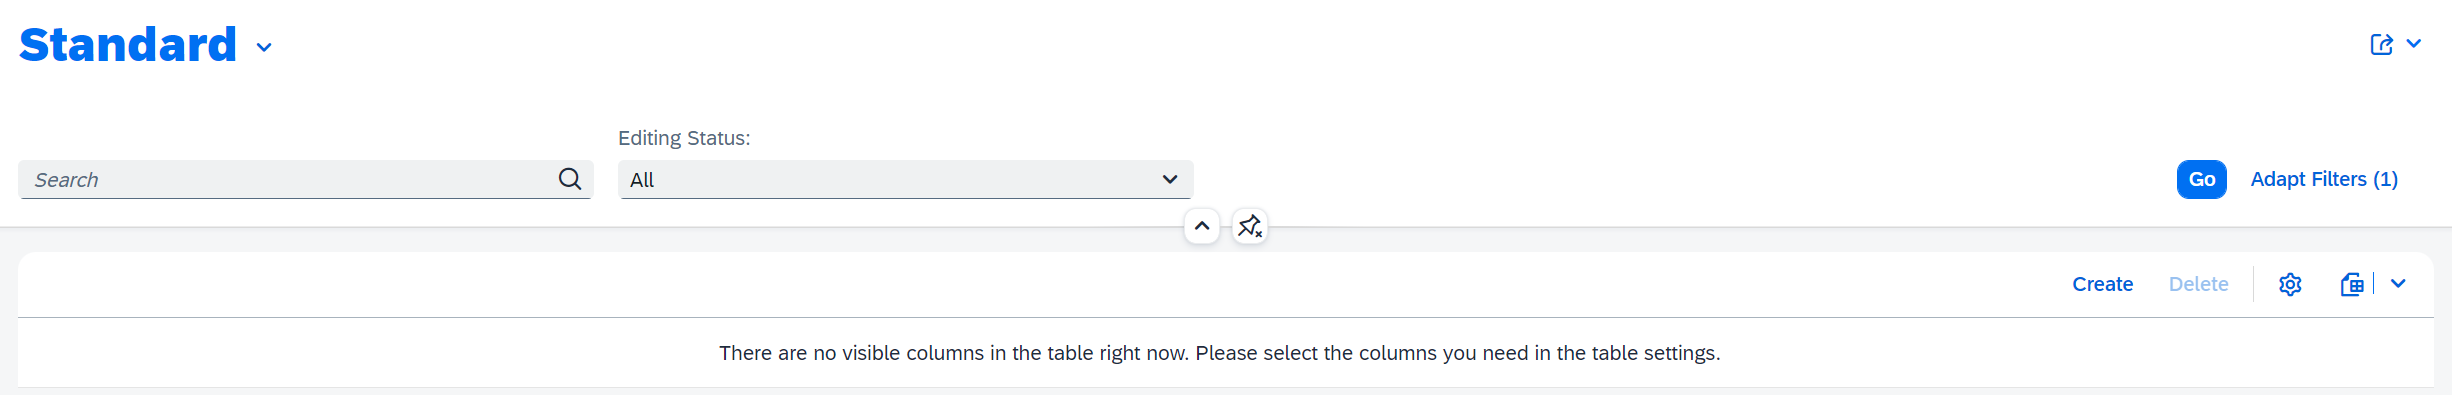 Standard
Editing Status:
Search
All
Go
Adapt Filters (1)
Create
Delete
There are no visible columns in the table right now. Please select the columns you need in the table settings.